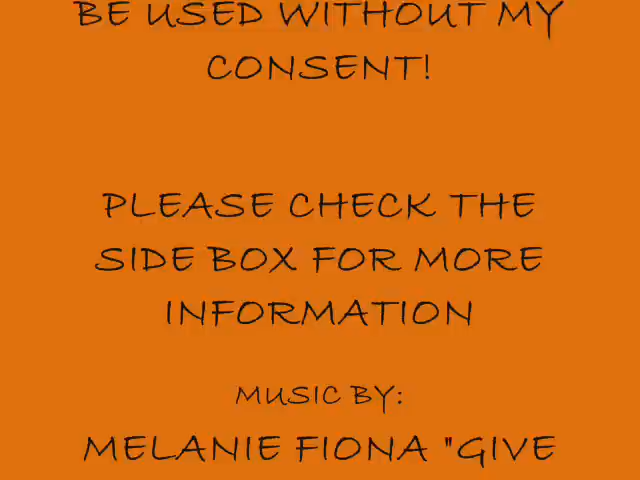 BE USED WITHOUT MY
CONSENT!
PLEASE CHECK THE
SIDE BOX FOR MORE
INFORMATION
MUSIC BY:
MELANIE FIONA "GIVE